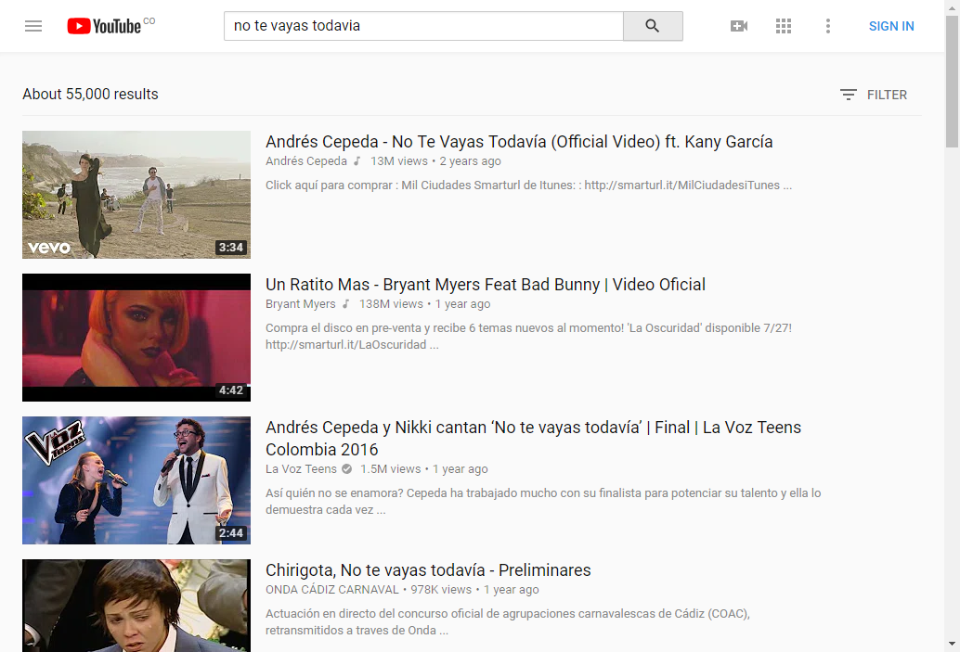 YouTube CO
no te vayas todavia
SIGN IN
About 55,000 results
FILTER
vevo
3:34
Andrés Cepeda - No Te Vayas Todavía (Official Video) ft. Kany García
Andrés Cepeda ♪ 13M views • 2 years ago
Click aquí para comprar : Mil Ciudades Smarturl de Itunes: : http://smarturl.it/MilCiudadesiTunes ...
4:42
Un Ratito Mas - Bryant Myers Feat Bad Bunny | Video Oficial
Bryant Myers ♪ 138M views • 1 year ago
Compra el disco en pre-venta y recibe 6 temas nuevos al momento! 'La Oscuridad' disponible 7/27!
http://smarturl.it/LaOscuridad ...
La Voz
Teens
2:44
Andrés Cepeda y Nikki cantan ‘No te vayas todavía’ | Final | La Voz Teens
Colombia 2016
La Voz Teens 1.5M views • 1 year ago
Así quién no se enamora? Cepeda ha trabajado mucho con su finalista para potenciar su talento y ella lo
demuestra cada vez ...
Chirigota, No te vayas todavía - Preliminares
ONDA CÁDIZ CARNAVAL • 978K views • 1 year ago
Actuación en directo del concurso oficial de agrupaciones carnavalescas de Cádiz (COAC),
retransmitidos a traves de Onda ...